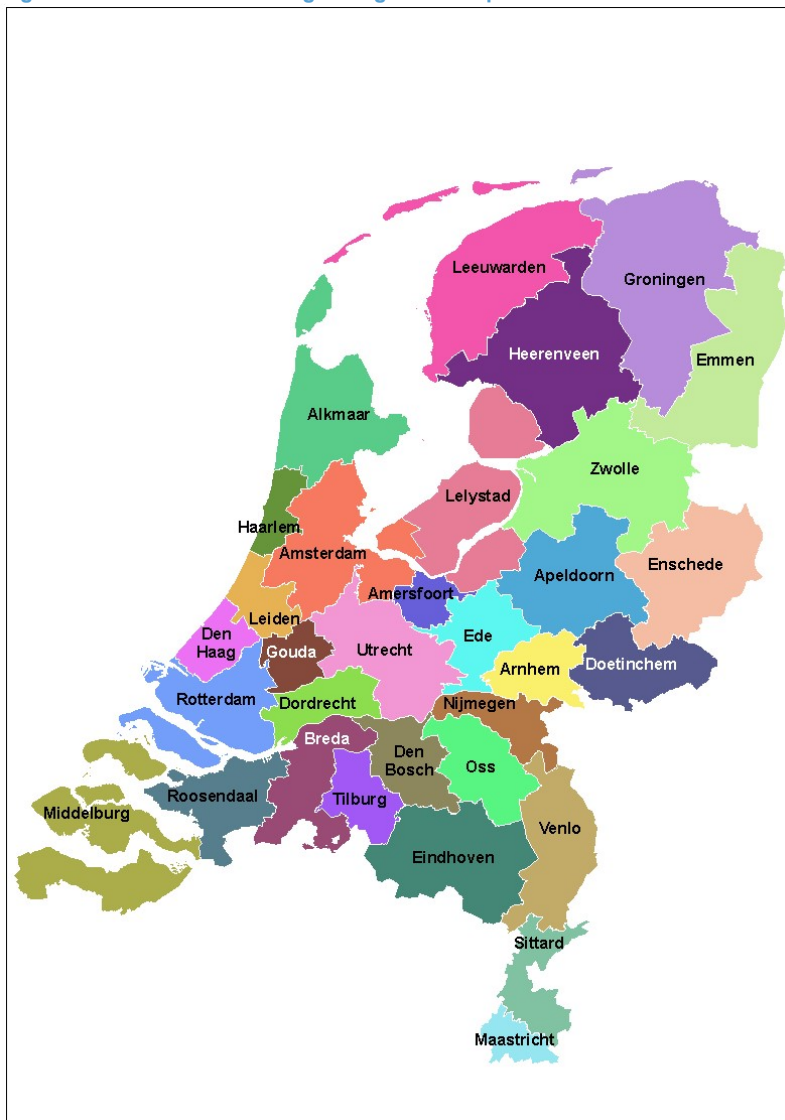 Leeuwarden
Groningen
Heerenveen
Emmen
Alkmaar
Zwolle
Lelystad
Haarlem
Amsterdam
Enschede
Apeldoorn
Amersfoort
Leiden
Den
Haag
Gouda
Utrecht
Ede
Arnhem
Doetinchem
Rotterdam
Dordrecht
Nijmegen
Breda
Den
Bosch
Oss
Roosendaal
Tilburg
Middelburg
Venlo
Eindhoven
Sittard
Maastricht